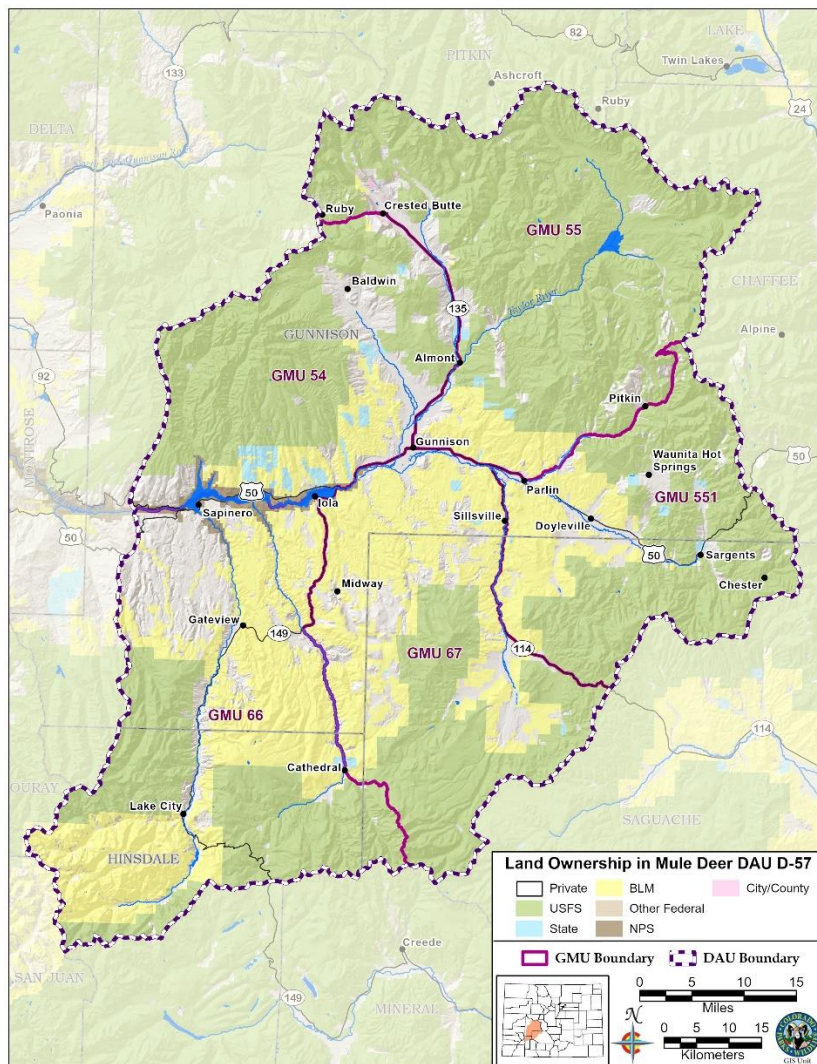 LAKE
PITKIN
82
Twin Lakes
133
Ashcroft
Ruby
24
DELTA
Paonia
Ruby
Crested Butte
GMU 55
CHAFFEE
Baldwin
135
Taylor River
GUNNISON
Alpine
Almont
92
GMU 54
Pitkin
MONTROSE
Gunnison
50
Waunita Hot
Springs
50
Iola
Parlin
GMU 551
Sapinero
Sillsville
Doyleville
50
50
Sargents
Midway
Chester
Gateview
149
GMU 67
114
GMU 66
114
Cathedral
OURAY
Lake City
SAGUACHE
HINSDALE
Creede
SAN JUAN
149
MINERAL
Land Ownership in Mule Deer DAU D-57
Private BLM City/County
USFS Other Federal
State NPS
GMU Boundary DAU Boundary
0 5 10 15
Miles
N
0 5 10 15
Kilometers
COLORADO
WILDLIFE
GIS Unit